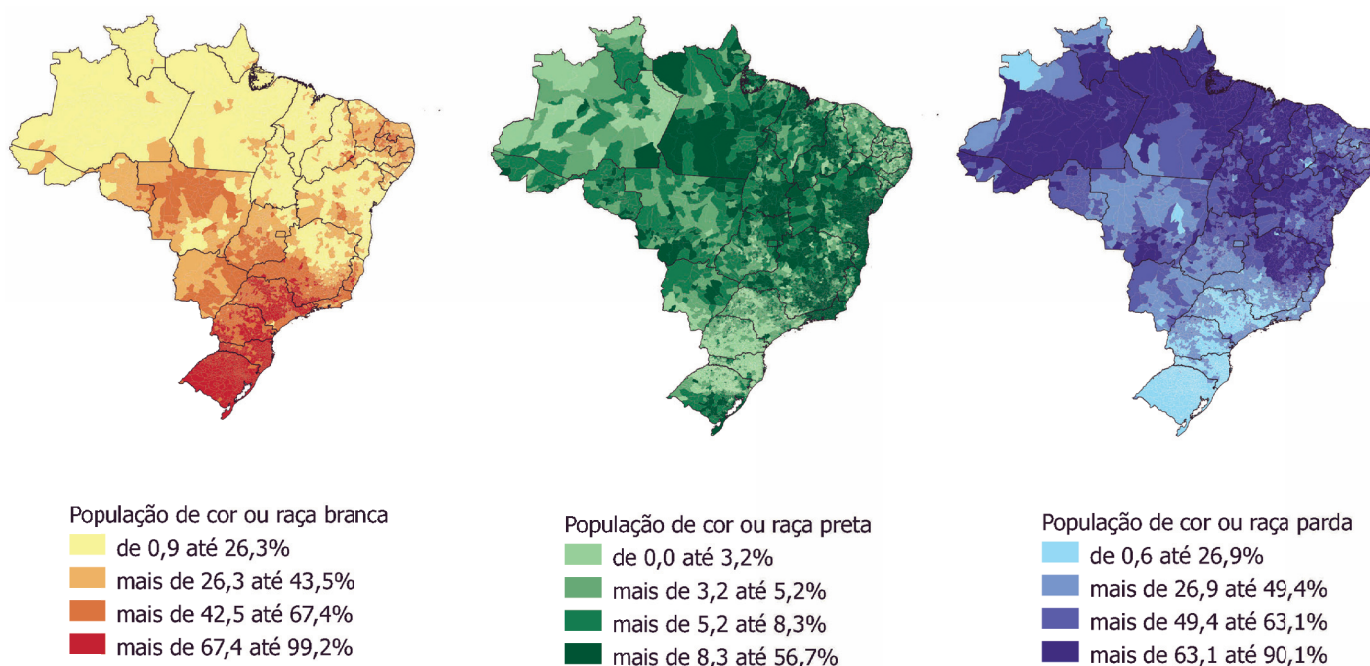 População de cor ou raça branca
de 0,9 até 26,3%
mais de 26,3 até 43,5%
mais de 42,5 até 67,4%
mais de 67,4 até 99,2%
População de cor ou raça preta
de 0,0 até 3,2%
mais de 3,2 até 5,2%
mais de 5,2 até 8,3%
mais de 8,3 até 56,7%
População de cor ou raça parda
de 0,6 até 26,9%
mais de 26,9 até 49,4%
mais de 49,4 até 63,1%
mais de 63,1 até 90,1%